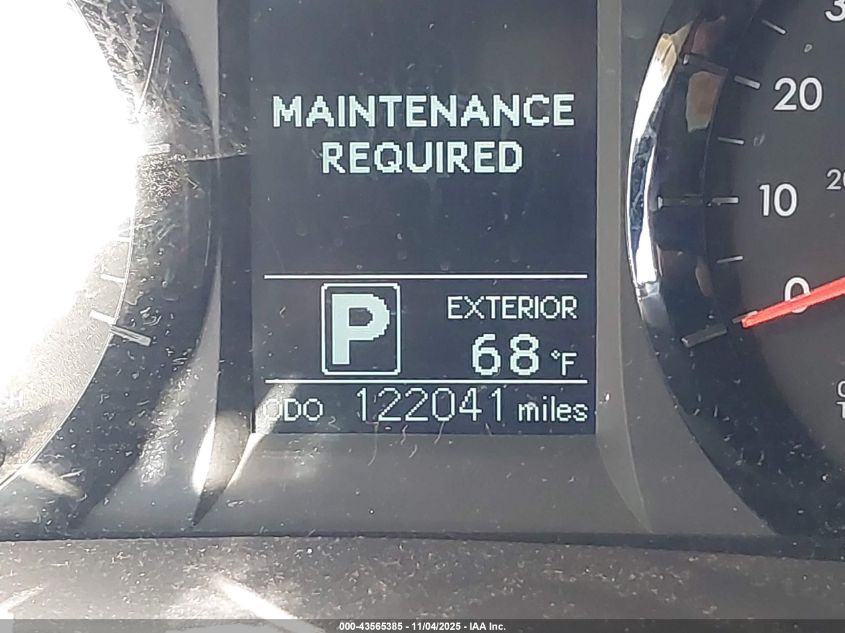 MAINTENANCE
REQUIRED
P
EXTERIOR
68 °F
ODO 122041 miles
20
10
0
000-43565385 - 11/04/2025 - IAA Inc.